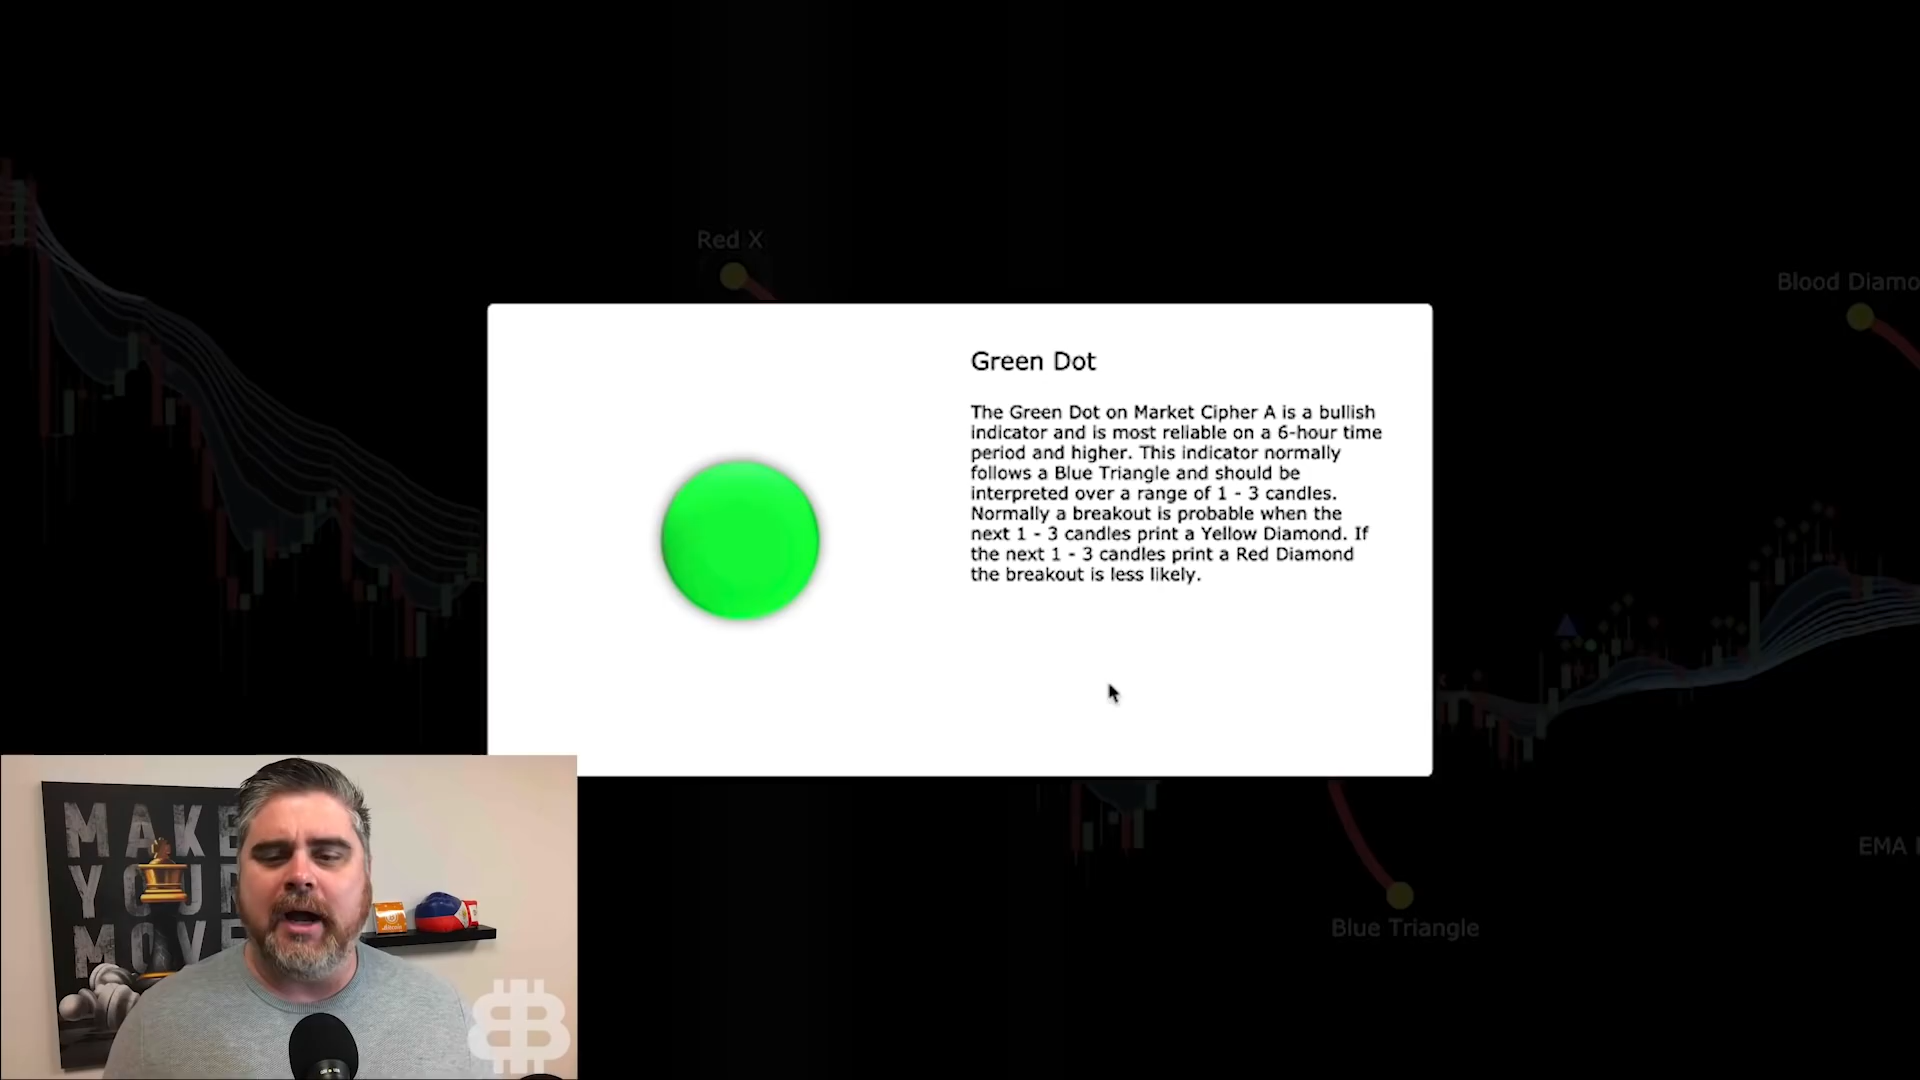 Red X
Blood Diamo
Green Dot
The Green Dot on Market Cipher A is a bullish
indicator and is most reliable on a 6-hour time
period and higher. This indicator normally
follows a Blue Triangle and should be
interpreted over a range of 1 - 3 candles.
Normally a breakout is probable when the
next 1 - 3 candles print a Yellow Diamond. If
the next 1 - 3 candles print a Red Diamond
the breakout is less likely.
EMA
Blue Triangle
MAKE
YOUR
MOVE